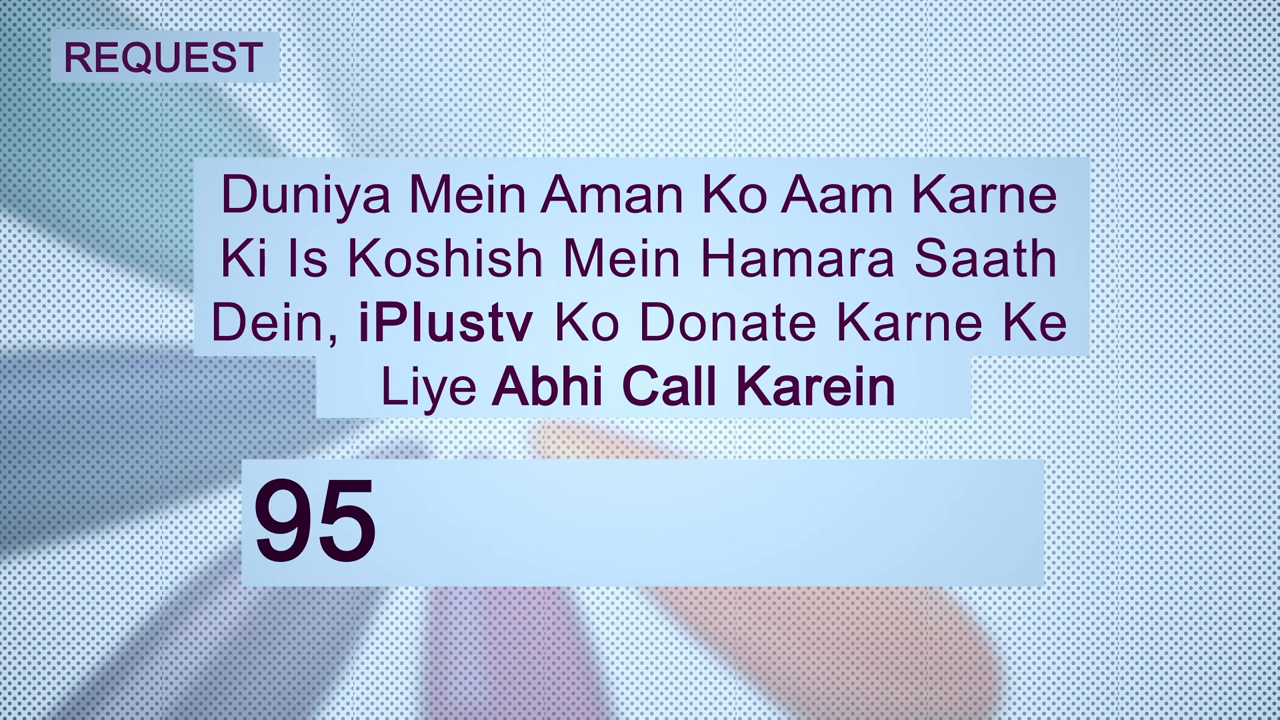 REQUEST
Duniya Mein Aman Ko Aam Karne
Ki Is Koshish Mein Hamara Saath
Dein, iPlustv Ko Donate Karne Ke
Liye Abhi Call Karein
95